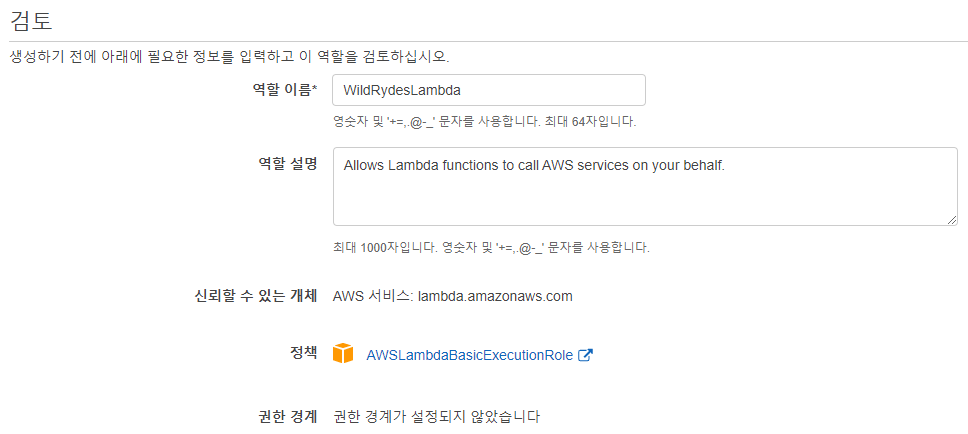 검토
생성하기 전에 아래에 필요한 정보를 입력하고 이 역할을 검토하십시오.
역할 이름* WildRydesLambda
영숫자 및 '+=,.@-_' 문자를 사용합니다. 최대 64자입니다.
역할 설명 Allows Lambda functions to call AWS services on your behalf.
최대 1000자입니다. 영숫자 및 '+=,.@-_' 문자를 사용합니다.
신뢰할 수 있는 개체 AWS 서비스: lambda.amazonaws.com
정책 AWSLambdaBasicExecutionRole
권한 경계 권한 경계가 설정되지 않았습니다